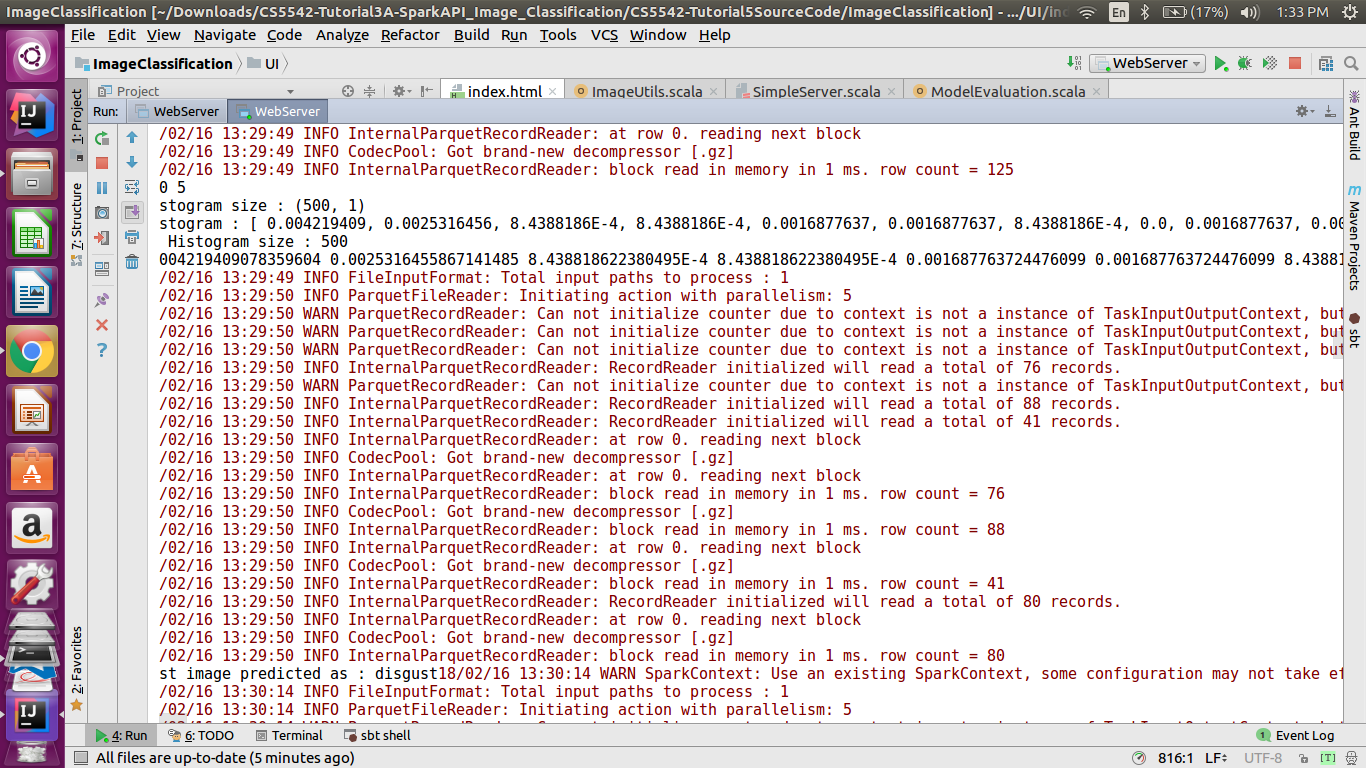 ImageClassification [~/Downloads/CS5542-Tutorial3A-SparkAPI_Image_Classification/CS5542-Tutorial5SourceCode/ImageClassification] - .../UI/in En (17%) 1:33 PM
File Edit View Navigate Code Analyze Refactor Build Run Tools VCS Window Help
ImageClassification UI WebServer
Project index.html ImageUtils.scala SimpleServer.scala ModelEvaluation.scala
Run: WebServer WebServer
1: Project
7: Structure
2: Favorites
/02/16 13:29:49 INFO InternalParquetRecordReader: at row 0. reading next block
/02/16 13:29:49 INFO CodecPool: Got brand-new decompressor [.gz]
/02/16 13:29:49 INFO InternalParquetRecordReader: block read in memory in 1 ms. row count = 125
0 5
stogram size : (500, 1)
stogram : [ 0.004219409, 0.0025316456, 8.4388186E-4, 8.4388186E-4, 0.0016877637, 0.0016877637, 8.4388186E-4, 0.0, 0.0016877637, 0.00
Histogram size : 500
004219409078359604 0.0025316455867141485 8.438818622380495E-4 8.438818622380495E-4 0.001687763724476099 0.001687763724476099 8.43881
/02/16 13:29:49 INFO FileInputFormat: Total input paths to process : 1
/02/16 13:29:50 INFO ParquetFileReader: Initiating action with parallelism: 5
/02/16 13:29:50 WARN ParquetRecordReader: Can not initialize counter due to context is not a instance of TaskInputOutputContext, but
/02/16 13:29:50 WARN ParquetRecordReader: Can not initialize counter due to context is not a instance of TaskInputOutputContext, but
/02/16 13:29:50 WARN ParquetRecordReader: Can not initialize counter due to context is not a instance of TaskInputOutputContext, but
/02/16 13:29:50 INFO InternalParquetRecordReader: RecordReader initialized will read a total of 76 records.
/02/16 13:29:50 WARN ParquetRecordReader: Can not initialize counter due to context is not a instance of TaskInputOutputContext, but
/02/16 13:29:50 INFO InternalParquetRecordReader: RecordReader initialized will read a total of 88 records.
/02/16 13:29:50 INFO InternalParquetRecordReader: RecordReader initialized will read a total of 41 records.
/02/16 13:29:50 INFO InternalParquetRecordReader: at row 0. reading next block
/02/16 13:29:50 INFO CodecPool: Got brand-new decompressor [.gz]
/02/16 13:29:50 INFO InternalParquetRecordReader: at row 0. reading next block
/02/16 13:29:50 INFO InternalParquetRecordReader: block read in memory in 1 ms. row count = 76
/02/16 13:29:50 INFO CodecPool: Got brand-new decompressor [.gz]
/02/16 13:29:50 INFO InternalParquetRecordReader: block read in memory in 1 ms. row count = 88
/02/16 13:29:50 INFO InternalParquetRecordReader: at row 0. reading next block
/02/16 13:29:50 INFO CodecPool: Got brand-new decompressor [.gz]
/02/16 13:29:50 INFO InternalParquetRecordReader: block read in memory in 1 ms. row count = 41
/02/16 13:29:50 INFO InternalParquetRecordReader: RecordReader initialized will read a total of 80 records.
/02/16 13:29:50 INFO InternalParquetRecordReader: at row 0. reading next block
/02/16 13:29:50 INFO CodecPool: Got brand-new decompressor [.gz]
/02/16 13:29:50 INFO InternalParquetRecordReader: block read in memory in 1 ms. row count = 80
st image predicted as : disgust18/02/16 13:30:14 WARN SparkContext: Use an existing SparkContext, some configuration may not take ef
/02/16 13:30:14 INFO FileInputFormat: Total input paths to process : 1
/02/16 13:30:14 INFO ParquetFileReader: Initiating action with parallelism: 5
Ant Build
Maven Projects
sbt
4: Run 6: TODO Terminal sbt shell 1 Event Log
All files are up-to-date (5 minutes ago) 816:1 LF UTF-8 [T]